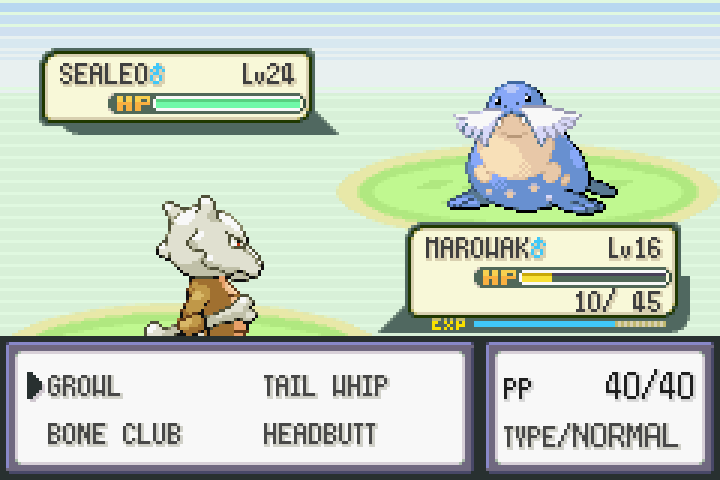 SEALEO♂ Lv24
HP
MAROWAK♂ Lv16
HP
10/ 45
EXP
GROWL TAIL WHIP
BONE CLUB HEADBUTT
PP 40/40
TYPE/NORMAL